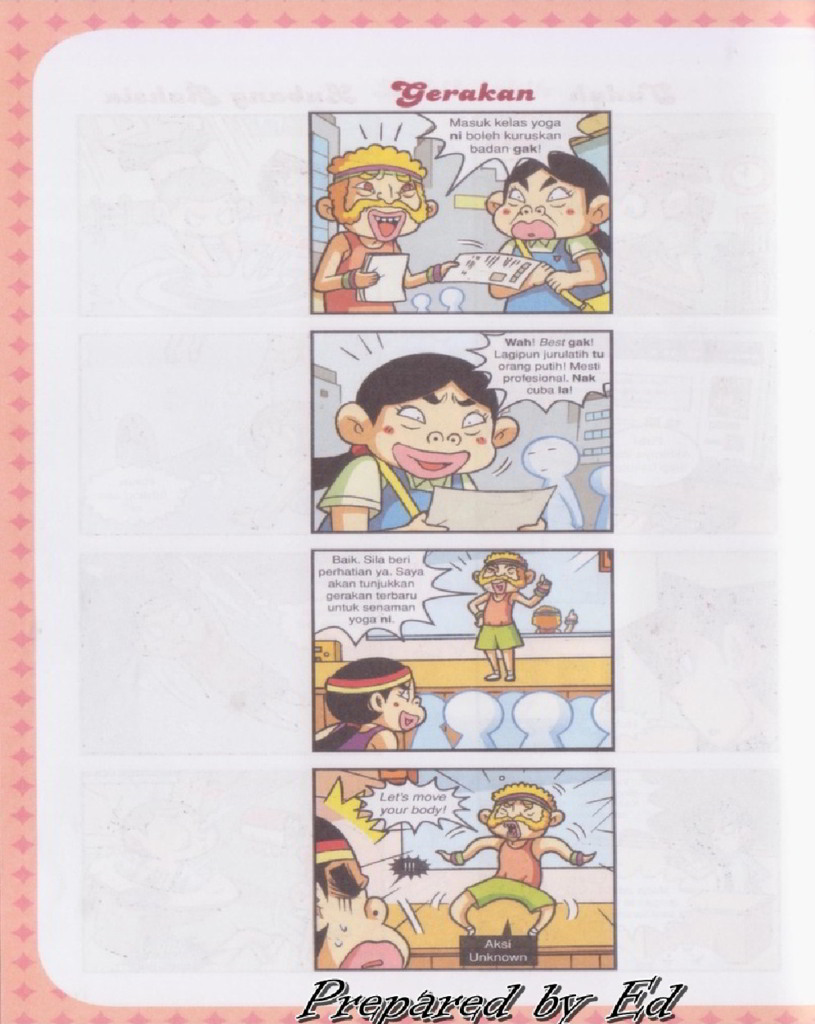 Gerakan
Masuk kelas yoga
ni boleh kuruskan
badan gak!
Wah! Best gak!
Lagipun jurulatih tu
orang putih! Mesti
profesional. Nak
cuba la!
Baik. Sila beri
perhatian ya. Saya
akan tunjukkan
gerakan terbaru
untuk senaman
yoga ni.
Let's move
your body!
!!!
Aksi
Unknown
Prepared by Ed